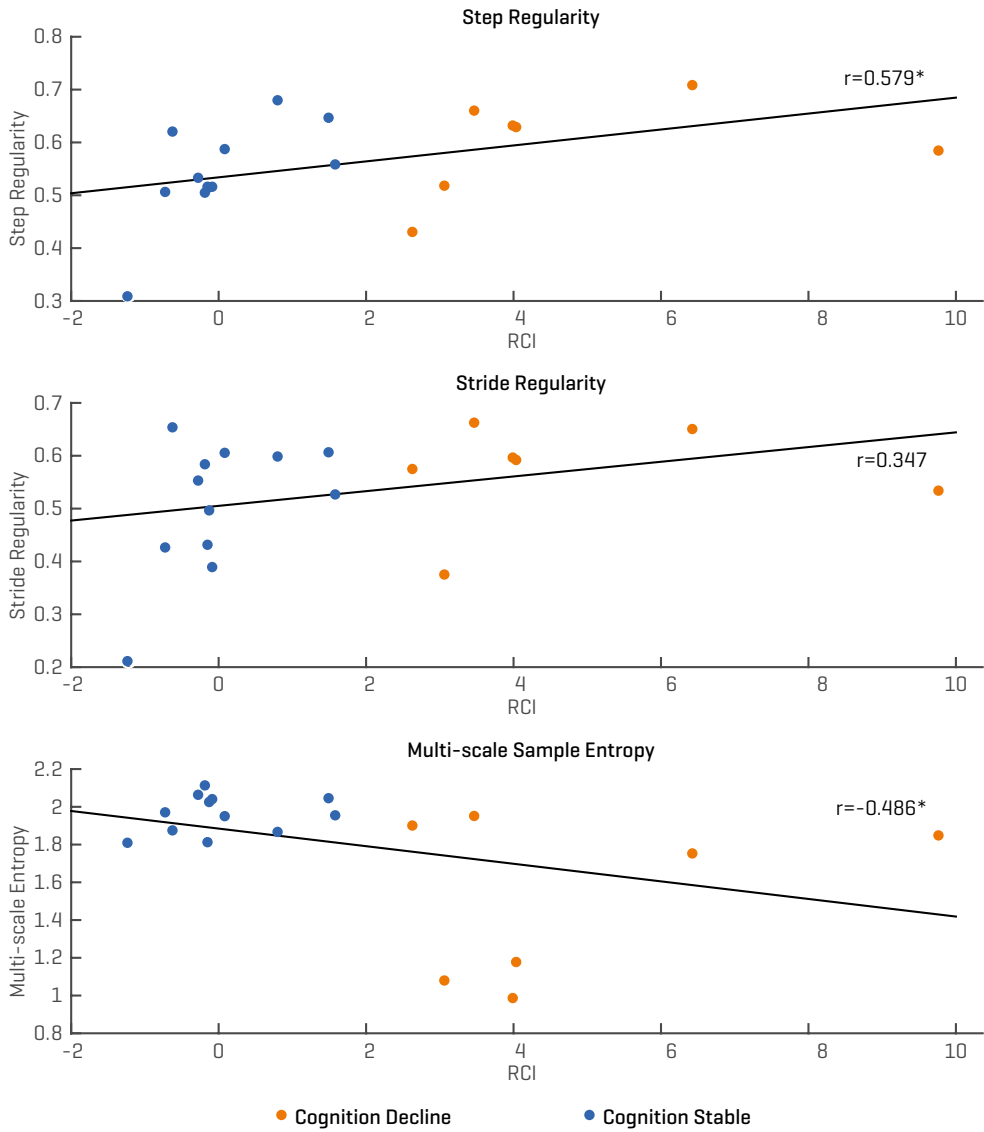 Step Regularity
0.8
0.7
0.6
0.5
0.4
0.3
Step Regularity
r=0.579*
-2 0 2 4 6 8 10
RCI
Stride Regularity
0.7
0.6
0.5
0.4
0.3
0.2
Stride Regularity
r=0.347
-2 0 2 4 6 8 10
RCI
Multi-scale Sample Entropy
2.2
2
1.8
1.6
1.4
1.2
1
0.8
Multi-scale Entropy
r=-0.486*
-2 0 2 4 6 8 10
RCI
Cognition Decline Cognition Stable